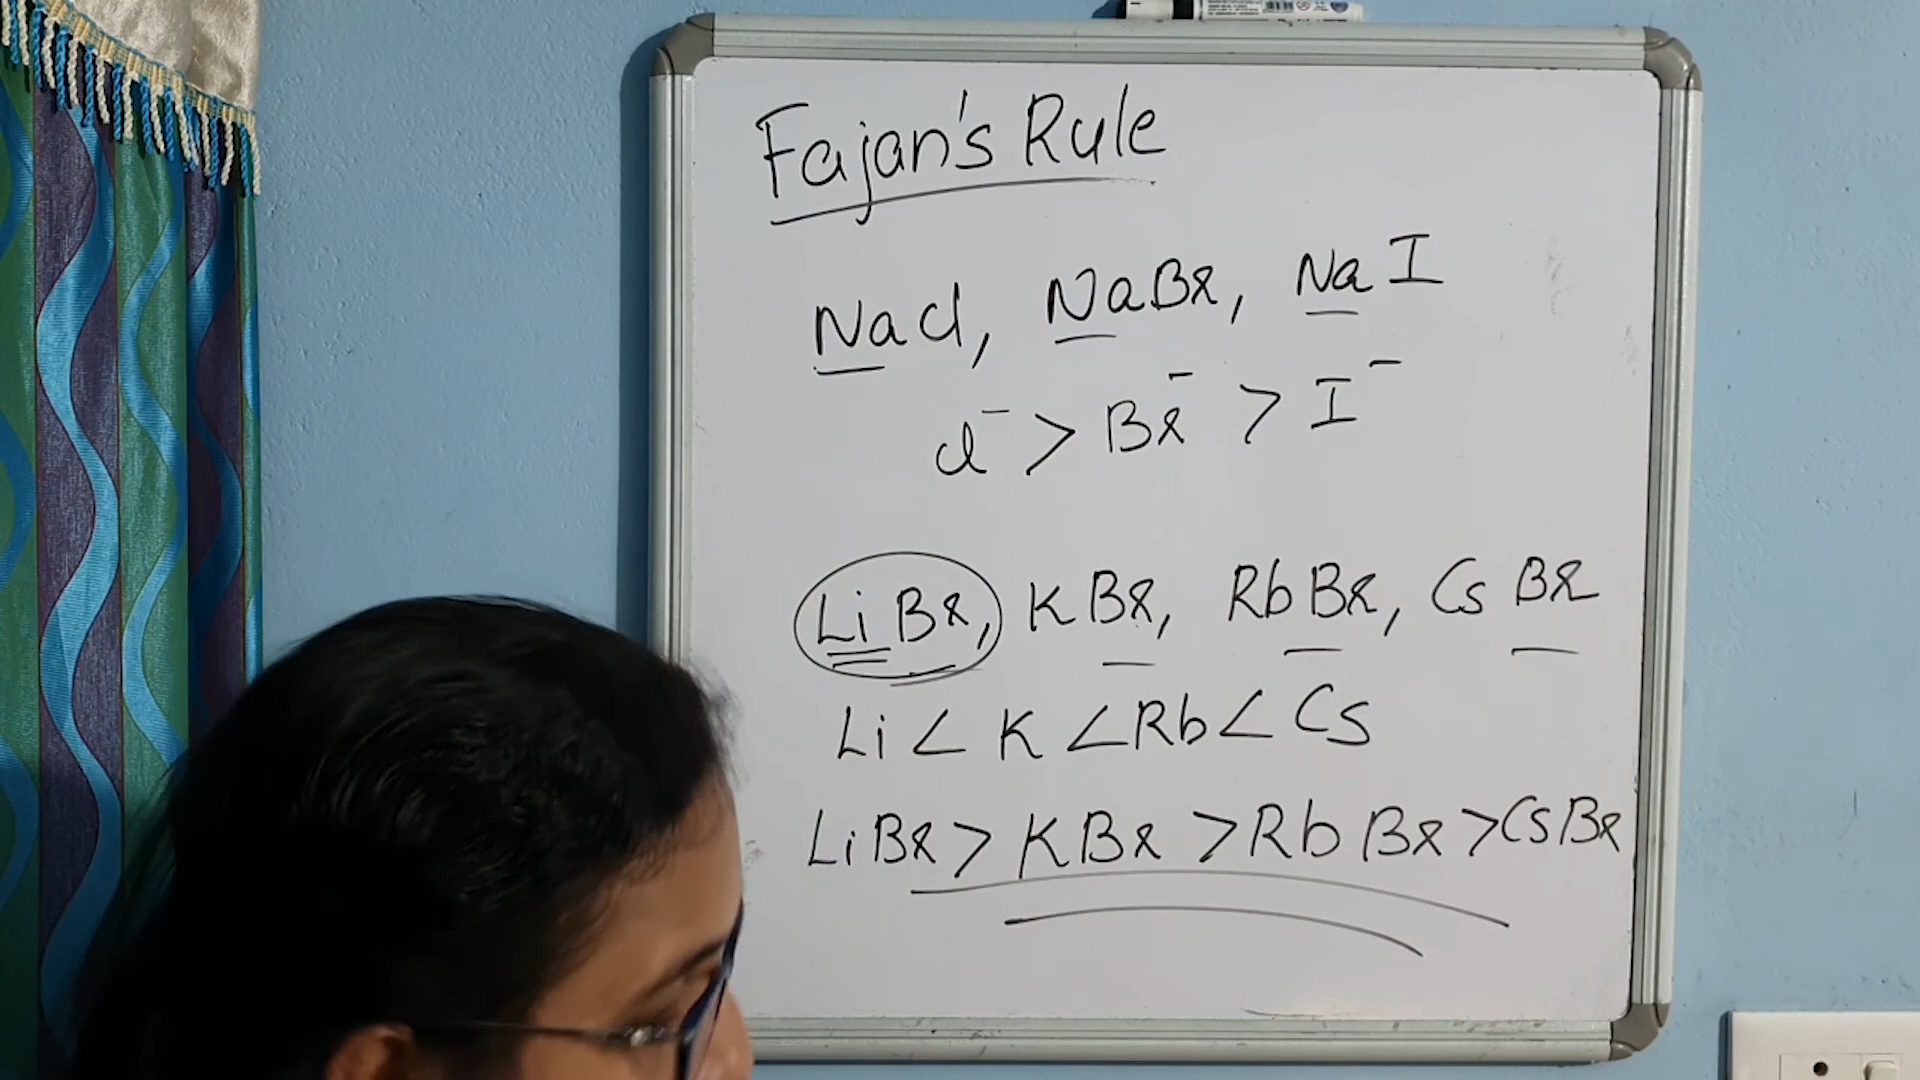 Fajan's Rule
NaCl, NaBr, NaI
Cl⁻ > Br⁻ > I⁻
LiBr, KBr, RbBr, CsBr
Li < K < Rb < Cs
LiBr > KBr > RbBr > CsBr